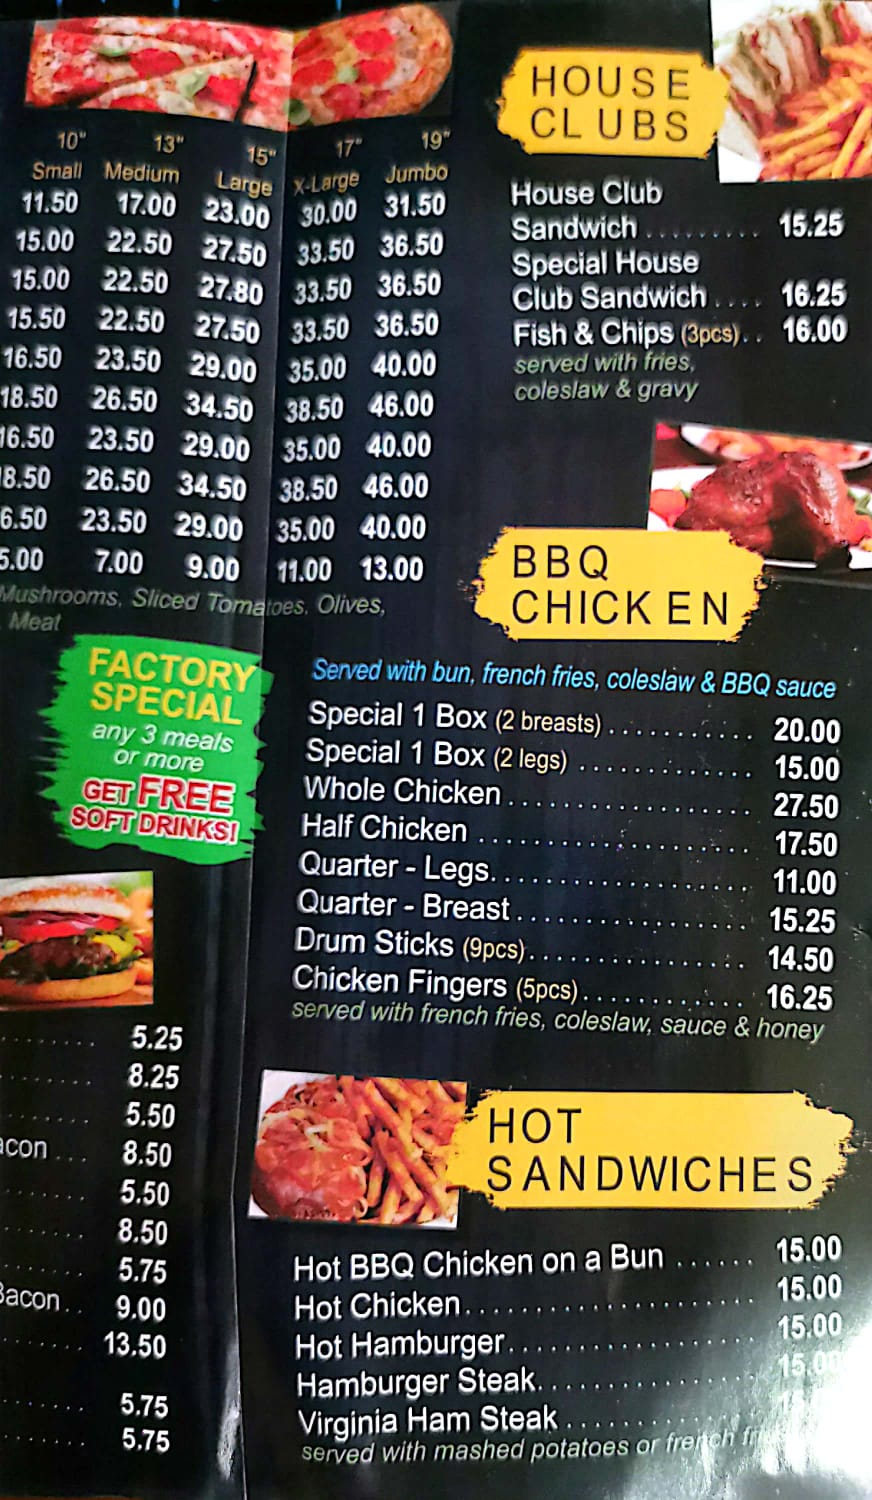 10" 13" 15" 17" 19"
Small Medium Large X-Large Jumbo
11.50 17.00 23.00 30.00 31.50
15.00 22.50 27.50 33.50 36.50
15.00 22.50 27.80 33.50 36.50
15.50 22.50 27.50 33.50 36.50
16.50 23.50 29.00 35.00 40.00
18.50 26.50 34.50 38.50 46.00
16.50 23.50 29.00 35.00 40.00
8.50 26.50 34.50 38.50 46.00
6.50 23.50 29.00 35.00 40.00
5.00 7.00 9.00 11.00 13.00
Mushrooms, Sliced Tomatoes, Olives,
Meat
FACTORY
SPECIAL
any 3 meals
or more
GET FREE
SOFT DRINKS!
5.25
8.25
5.50
acon ... 8.50
5.50
8.50
5.75
Bacon .. 9.00
13.50
5.75
5.75
HOUSE
CLUBS
House Club
Sandwich ......... 15.25
Special House
Club Sandwich .... 16.25
Fish & Chips (3pcs).. 16.00
served with fries,
coleslaw & gravy
BBQ
CHICKEN
Served with bun, french fries, coleslaw & BBQ sauce
Special 1 Box (2 breasts) ............ 20.00
Special 1 Box (2 legs) .............. 15.00
Whole Chicken .................... 27.50
Half Chicken ...................... 17.50
Quarter - Legs..................... 11.00
Quarter - Breast ................... 15.25
Drum Sticks (9pcs).................. 14.50
Chicken Fingers (5pcs)............. 16.25
served with french fries, coleslaw, sauce & honey
HOT
SANDWICHES
Hot BBQ Chicken on a Bun ...... 15.00
Hot Chicken...................... 15.00
Hot Hamburger................... 15.00
Hamburger Steak................. 15.00
Virginia Ham Steak ..............
served with mashed potatoes or french